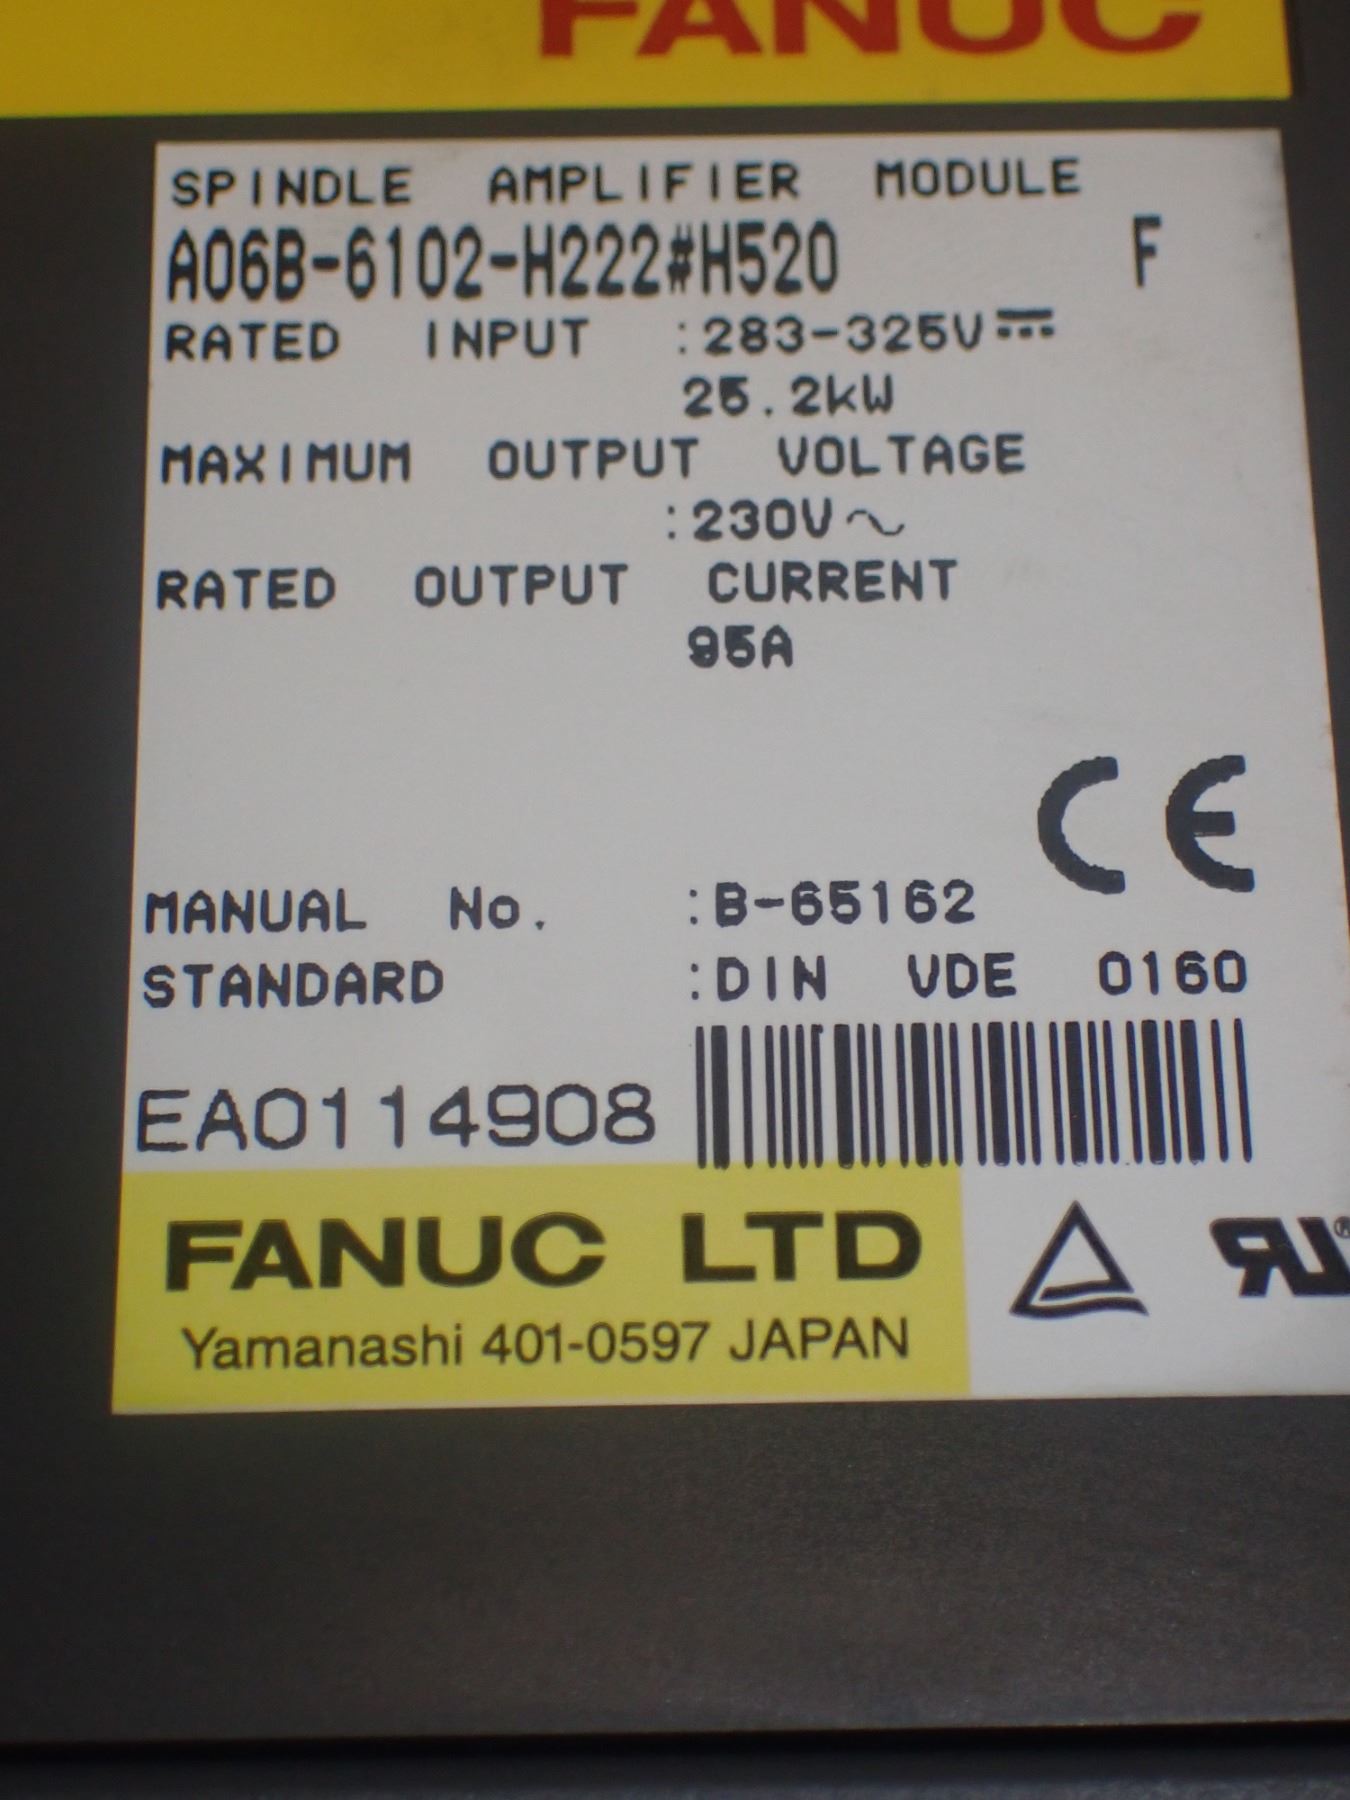 FANUC
SPINDLE AMPLIFIER MODULE
A06B-6102-H222#H520 F
RATED INPUT :283-325V⎓
25.2kW
MAXIMUM OUTPUT VOLTAGE
:230V～
RATED OUTPUT CURRENT
95A
CE
MANUAL No. :B-65162
STANDARD :DIN VDE 0160
EA0114908
FANUC LTD
Yamanashi 401-0597 JAPAN